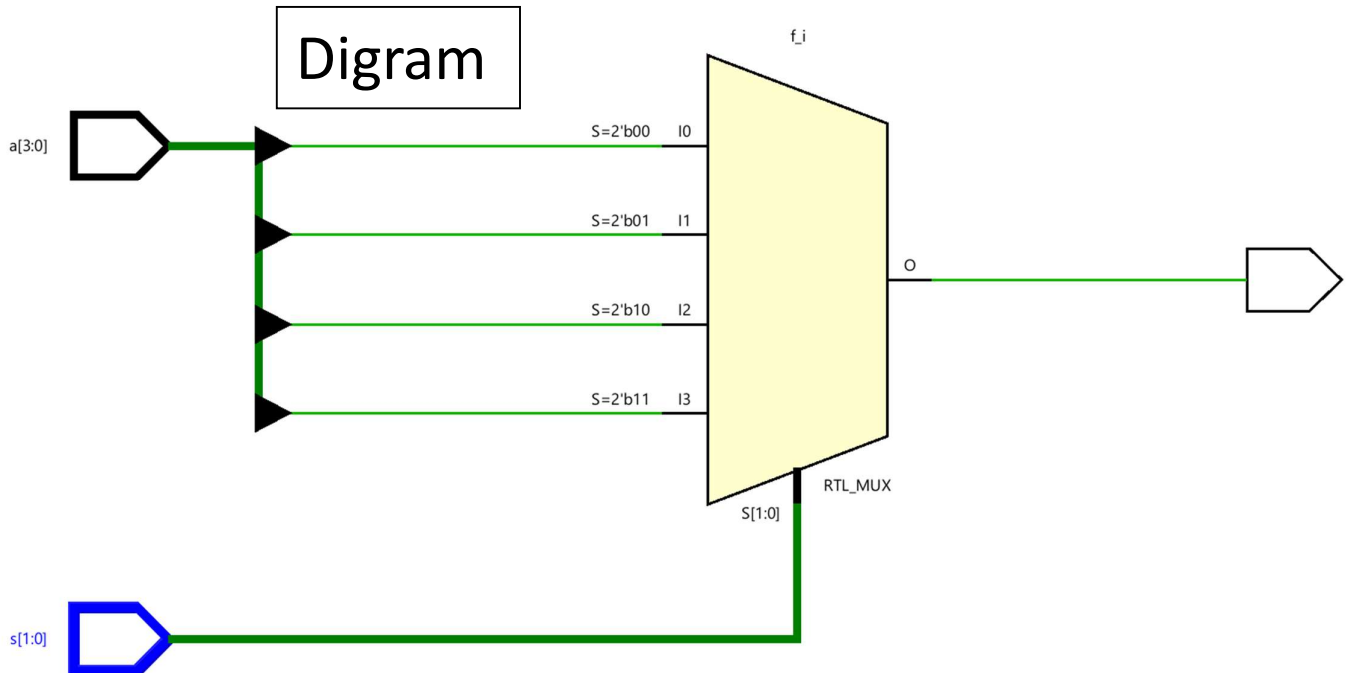 f_i
Digram
a[3:0]
S=2'b00 I0
S=2'b01 I1
O
S=2'b10 I2
S=2'b11 I3
RTL_MUX
S[1:0]
s[1:0]